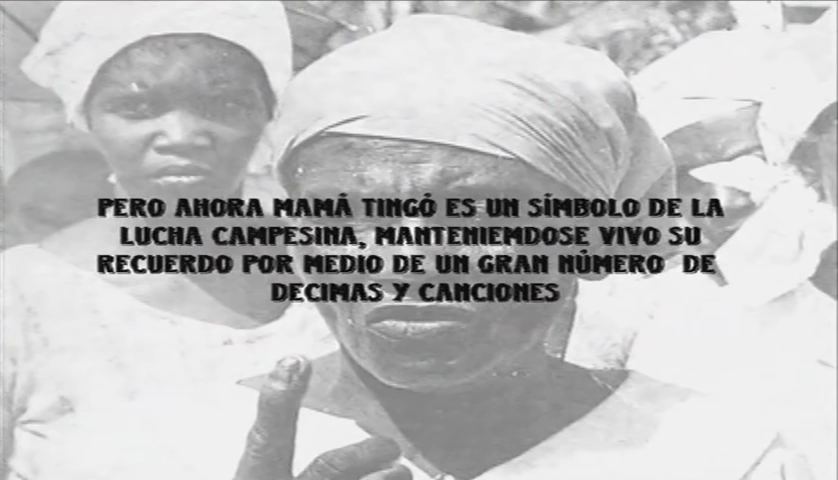 PERO AHORA MAMÁ TINGÓ ES UN SÍMBOLO DE LA
LUCHA CAMPESINA, MANTENIEMDOSE VIVO SU
RECUERDO POR MEDIO DE UN GRAN NÚMERO DE
DECIMAS Y CANCIONES